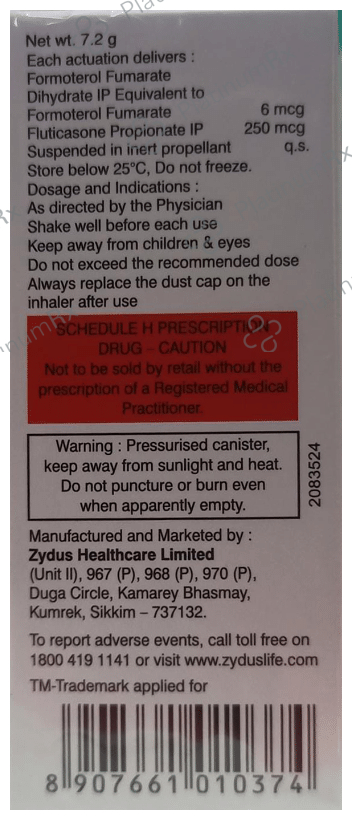 Net wt. 7.2 g
Each actuation delivers :
Formoterol Fumarate
Dihydrate IP Equivalent to
Formoterol Fumarate 6 mcg
Fluticasone Propionate IP 250 mcg
Suspended in inert propellant q.s.
Store below 25°C, Do not freeze.
Dosage and Indications :
As directed by the Physician
Shake well before each use
Keep away from children & eyes
Do not exceed the recommended dose
Always replace the dust cap on the
inhaler after use
SCHEDULE H PRESCRIPTION
DRUG - CAUTION
Not to be sold by retail without the
prescription of a Registered Medical
Practitioner.
Warning : Pressurised canister,
keep away from sunlight and heat.
Do not puncture or burn even
when apparently empty.
2083524
Manufactured and Marketed by :
Zydus Healthcare Limited
(Unit II), 967 (P), 968 (P), 970 (P),
Duga Circle, Kamarey Bhasmay,
Kumrek, Sikkim – 737132.
To report adverse events, call toll free on
1800 419 1141 or visit www.zyduslife.com
TM-Trademark applied for
8 907661 010374